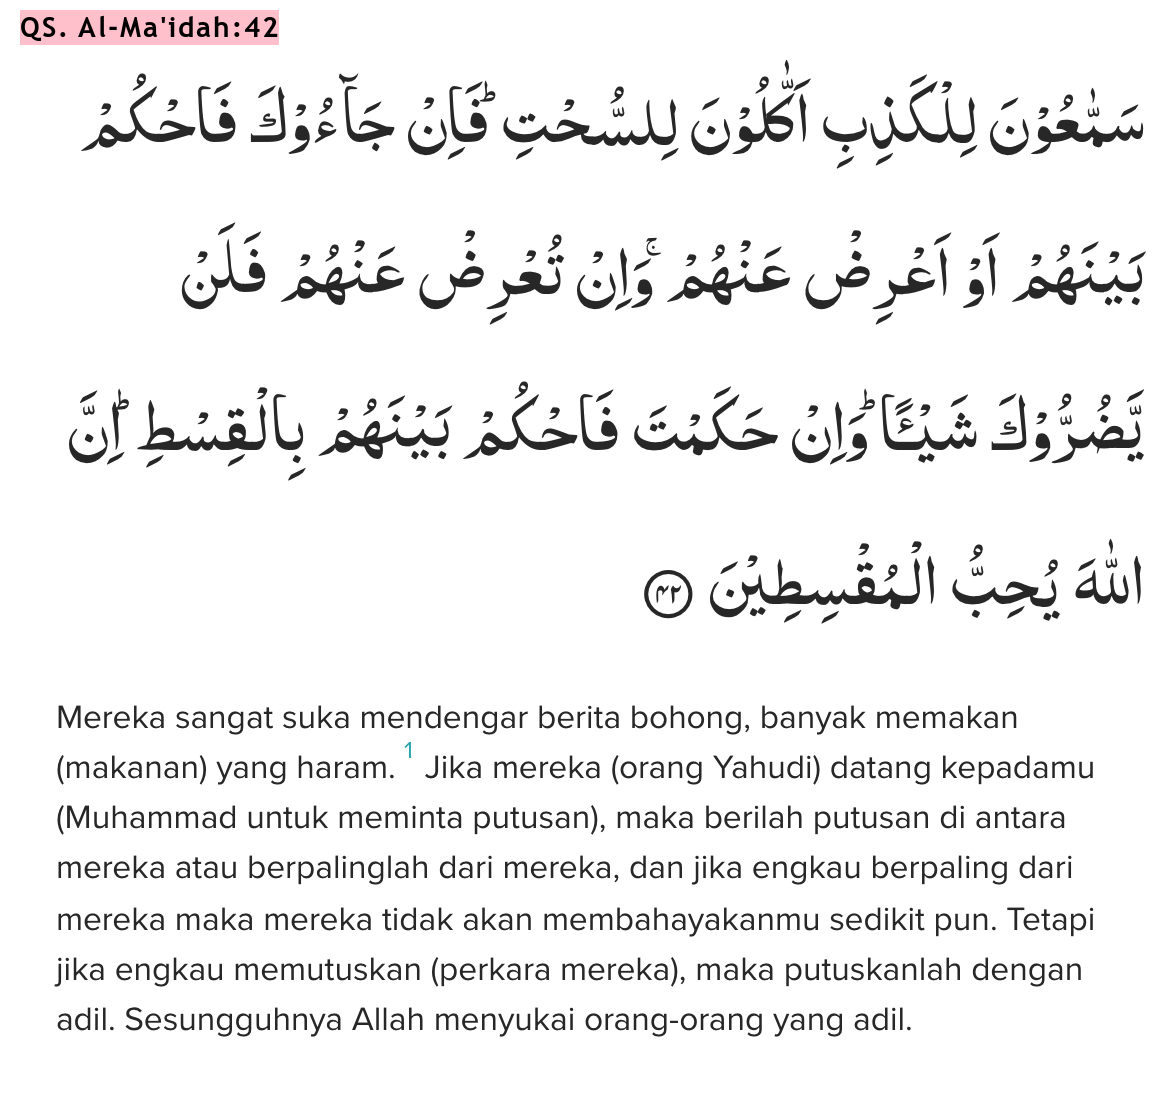 QS. Al-Ma'idah:42
سَمّٰعُوْنَ لِلْكَذِبِ اَكّٰلُوْنَ لِلسُّحْتِۗ فَاِنْ جَاۤءُوْكَ فَاحْكُمْ
بَيْنَهُمْ اَوْ اَعْرِضْ عَنْهُمْ ۚوَاِنْ تُعْرِضْ عَنْهُمْ فَلَنْ
يَّضُرُّوْكَ شَيْـًٔا ۗوَاِنْ حَكَمْتَ فَاحْكُمْ بَيْنَهُمْ بِالْقِسْطِۗ اِنَّ
اللّٰهَ يُحِبُّ الْمُقْسِطِيْنَ ۝٤٢
Mereka sangat suka mendengar berita bohong, banyak memakan
(makanan) yang haram. 1 Jika mereka (orang Yahudi) datang kepadamu
(Muhammad untuk meminta putusan), maka berilah putusan di antara
mereka atau berpalinglah dari mereka, dan jika engkau berpaling dari
mereka maka mereka tidak akan membahayakanmu sedikit pun. Tetapi
jika engkau memutuskan (perkara mereka), maka putuskanlah dengan
adil. Sesungguhnya Allah menyukai orang-orang yang adil.